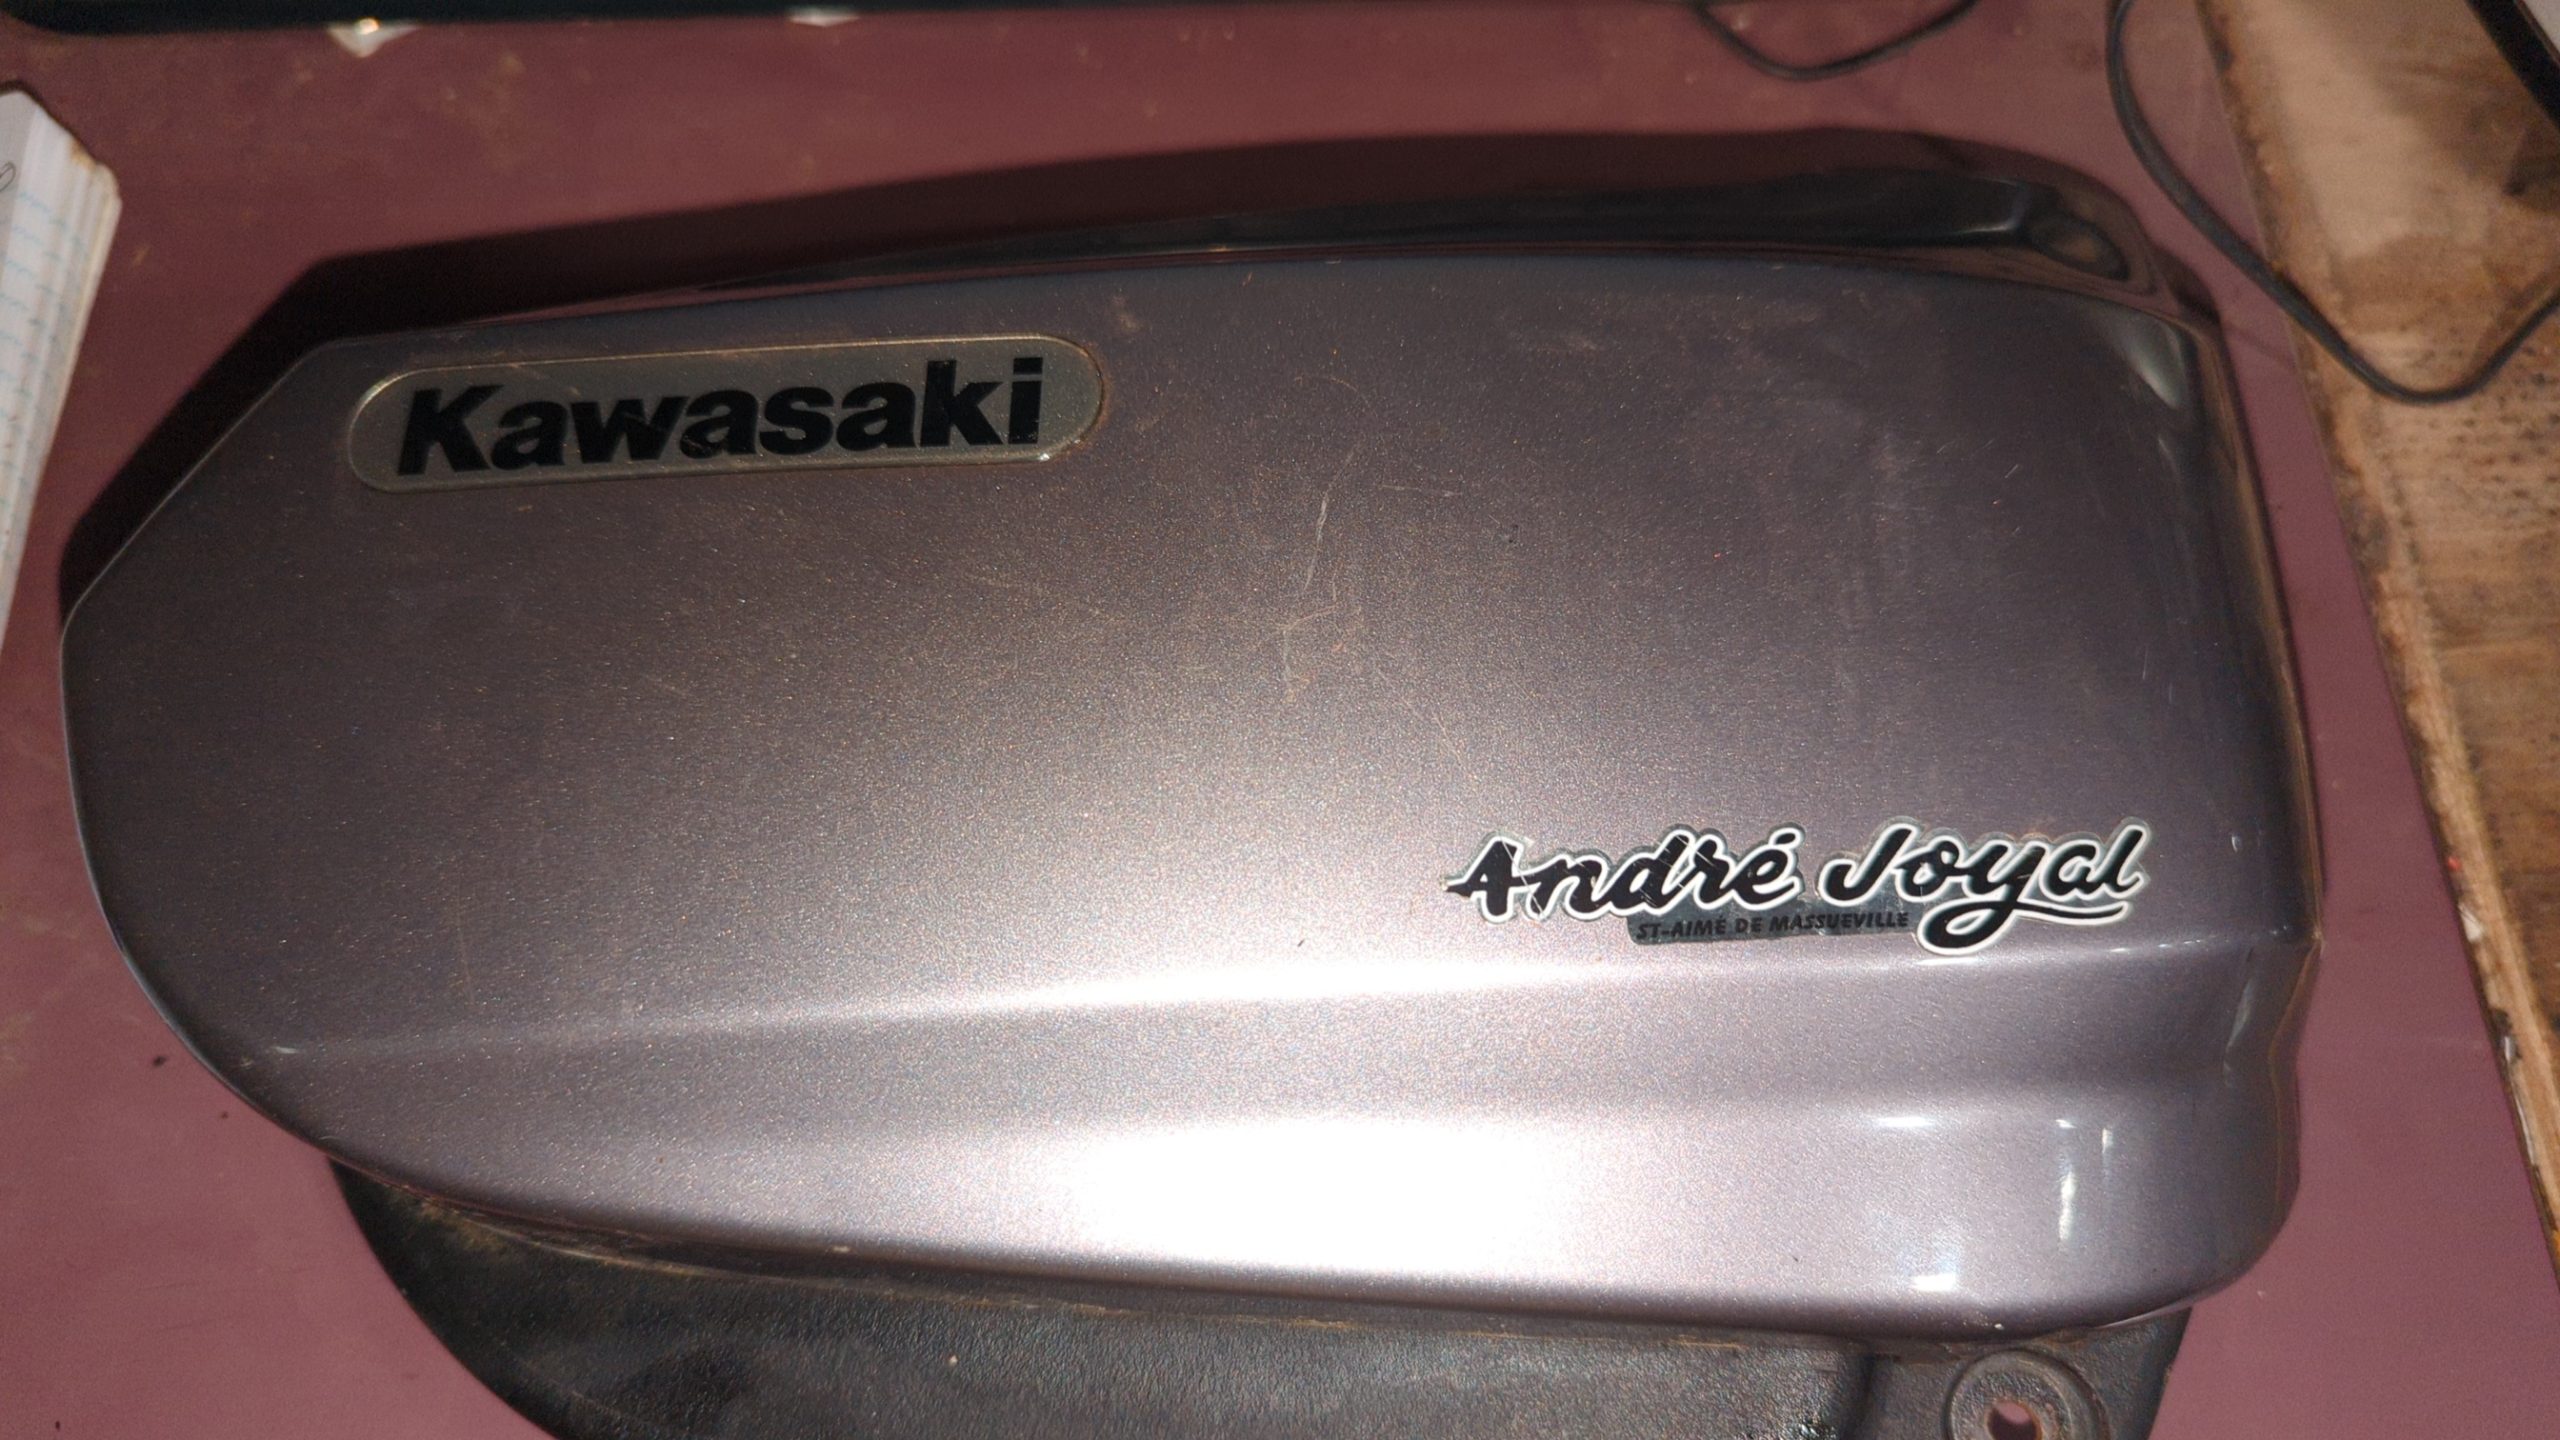 Kawasaki
André Joyal
ST-AIMÉ DE MASSUEVILLE